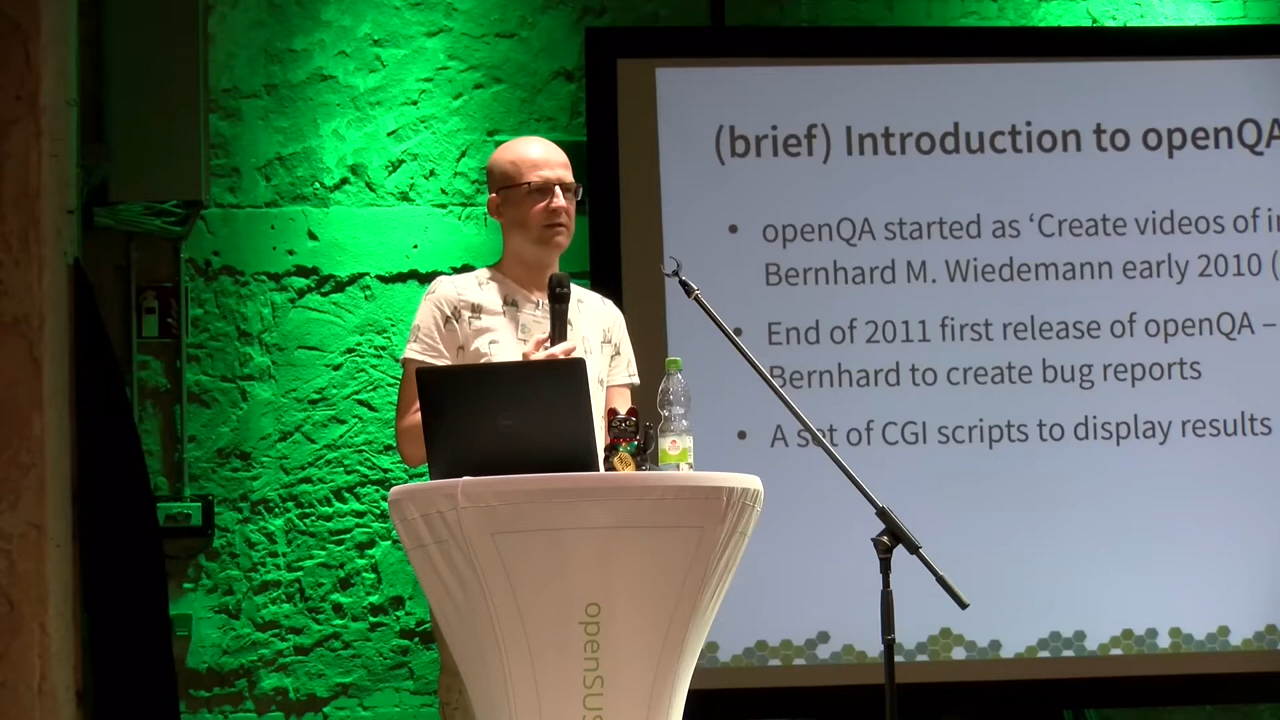 (brief) Introduction to openQA
• openQA started as ‘Create videos of
Bernhard M. Wiedemann early 2010 (
• End of 2011 first release of openQA –
Bernhard to create bug reports
• A set of CGI scripts to display results
openSUS